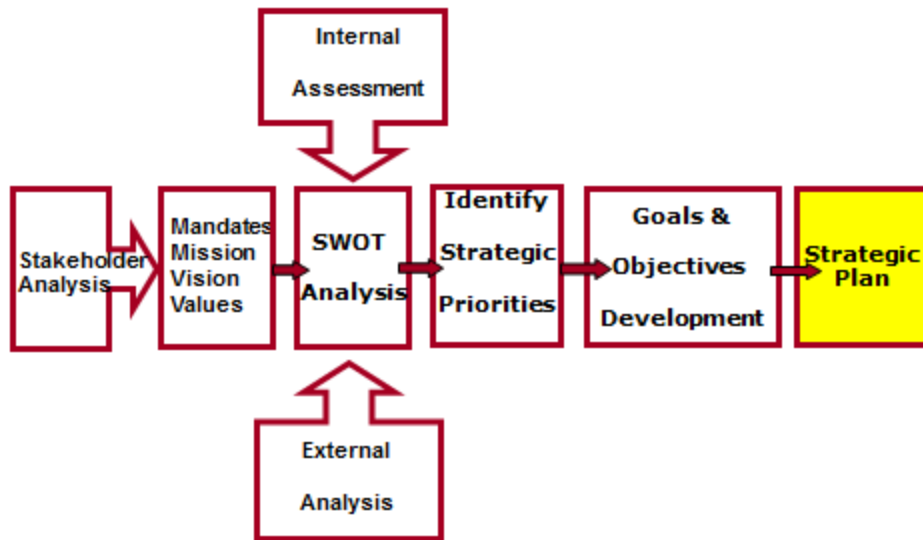 Internal
Assessment
Stakeholder
Analysis
Mandates
Mission
Vision
Values
SWOT
Analysis
Identify
Strategic
Priorities
Goals &
Objectives
Development
Strategic
Plan
External
Analysis